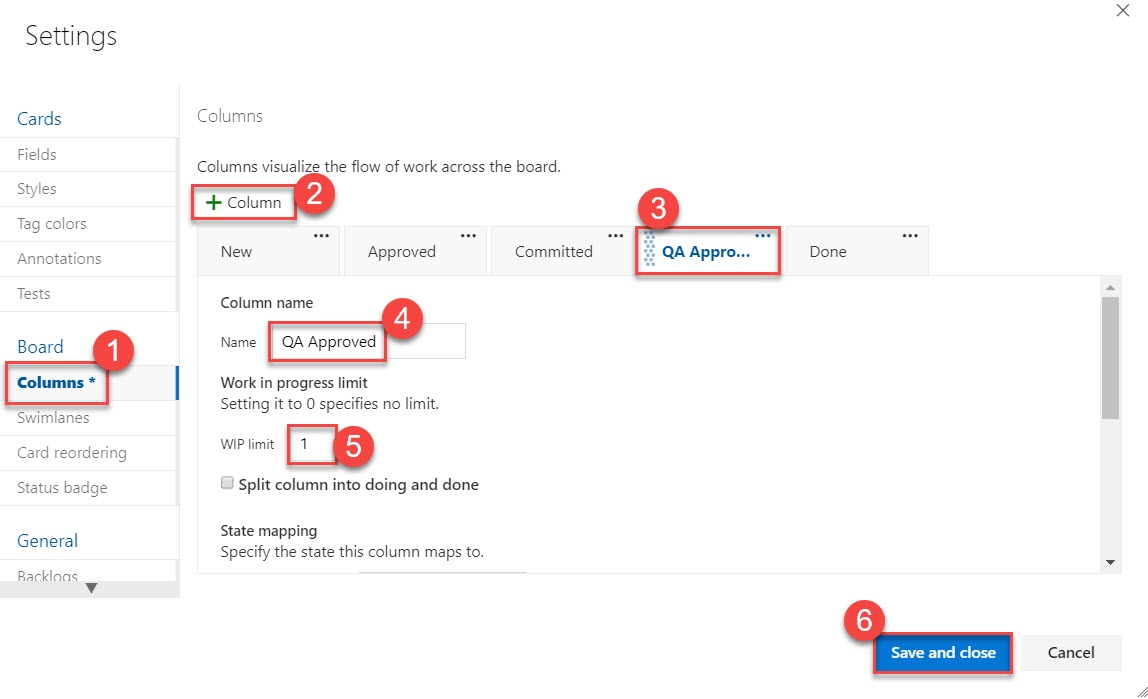 Settings
Cards
Fields
Styles
Tag colors
Annotations
Tests
Board
1
Columns *
Swimlanes
Card reordering
Status badge
General
Backlogs
Columns
Columns visualize the flow of work across the board.
+ Column
2
3
New
Approved
Committed
QA Appro...
Done
Column name
4
Name
QA Approved
Work in progress limit
Setting it to 0 specifies no limit.
WIP limit
1
5
Split column into doing and done
State mapping
Specify the state this column maps to.
6
Save and close
Cancel